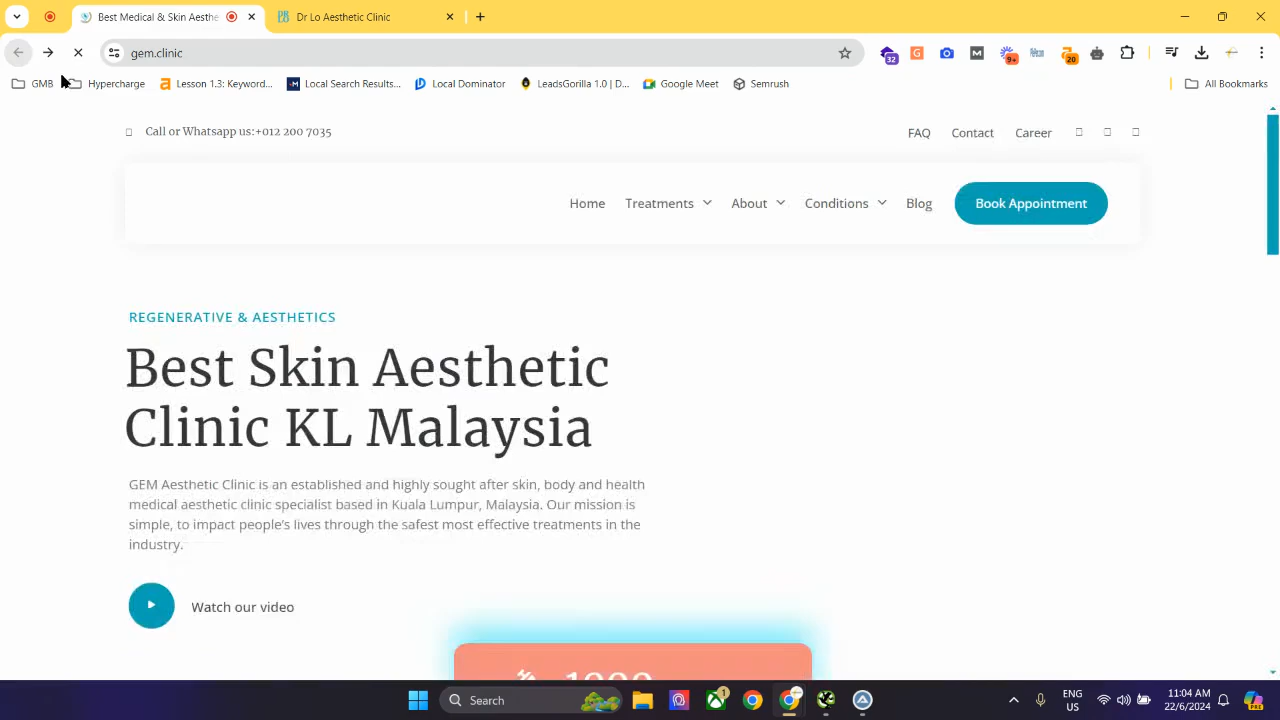 Best Medical & Skin Aesthe
Dr Lo Aesthetic Clinic
gem.clinic
32
9+
20
GMB
Hypercharge
Lesson 1.3: Keyword...
Local Search Results...
Local Dominator
LeadsGorilla 1.0 | D...
Google Meet
Semrush
All Bookmarks
Call or Whatsapp us:+012 200 7035
FAQ
Contact
Career
Home
Treatments
About
Conditions
Blog
Book Appointment
REGENERATIVE & AESTHETICS
Best Skin Aesthetic
Clinic KL Malaysia
GEM Aesthetic Clinic is an established and highly sought after skin, body and health
medical aesthetic clinic specialist based in Kuala Lumpur, Malaysia. Our mission is
simple, to impact people's lives through the safest most effective treatments in the
industry.
Watch our video
Search
1
ENG
US
11:04 AM
22/6/2024